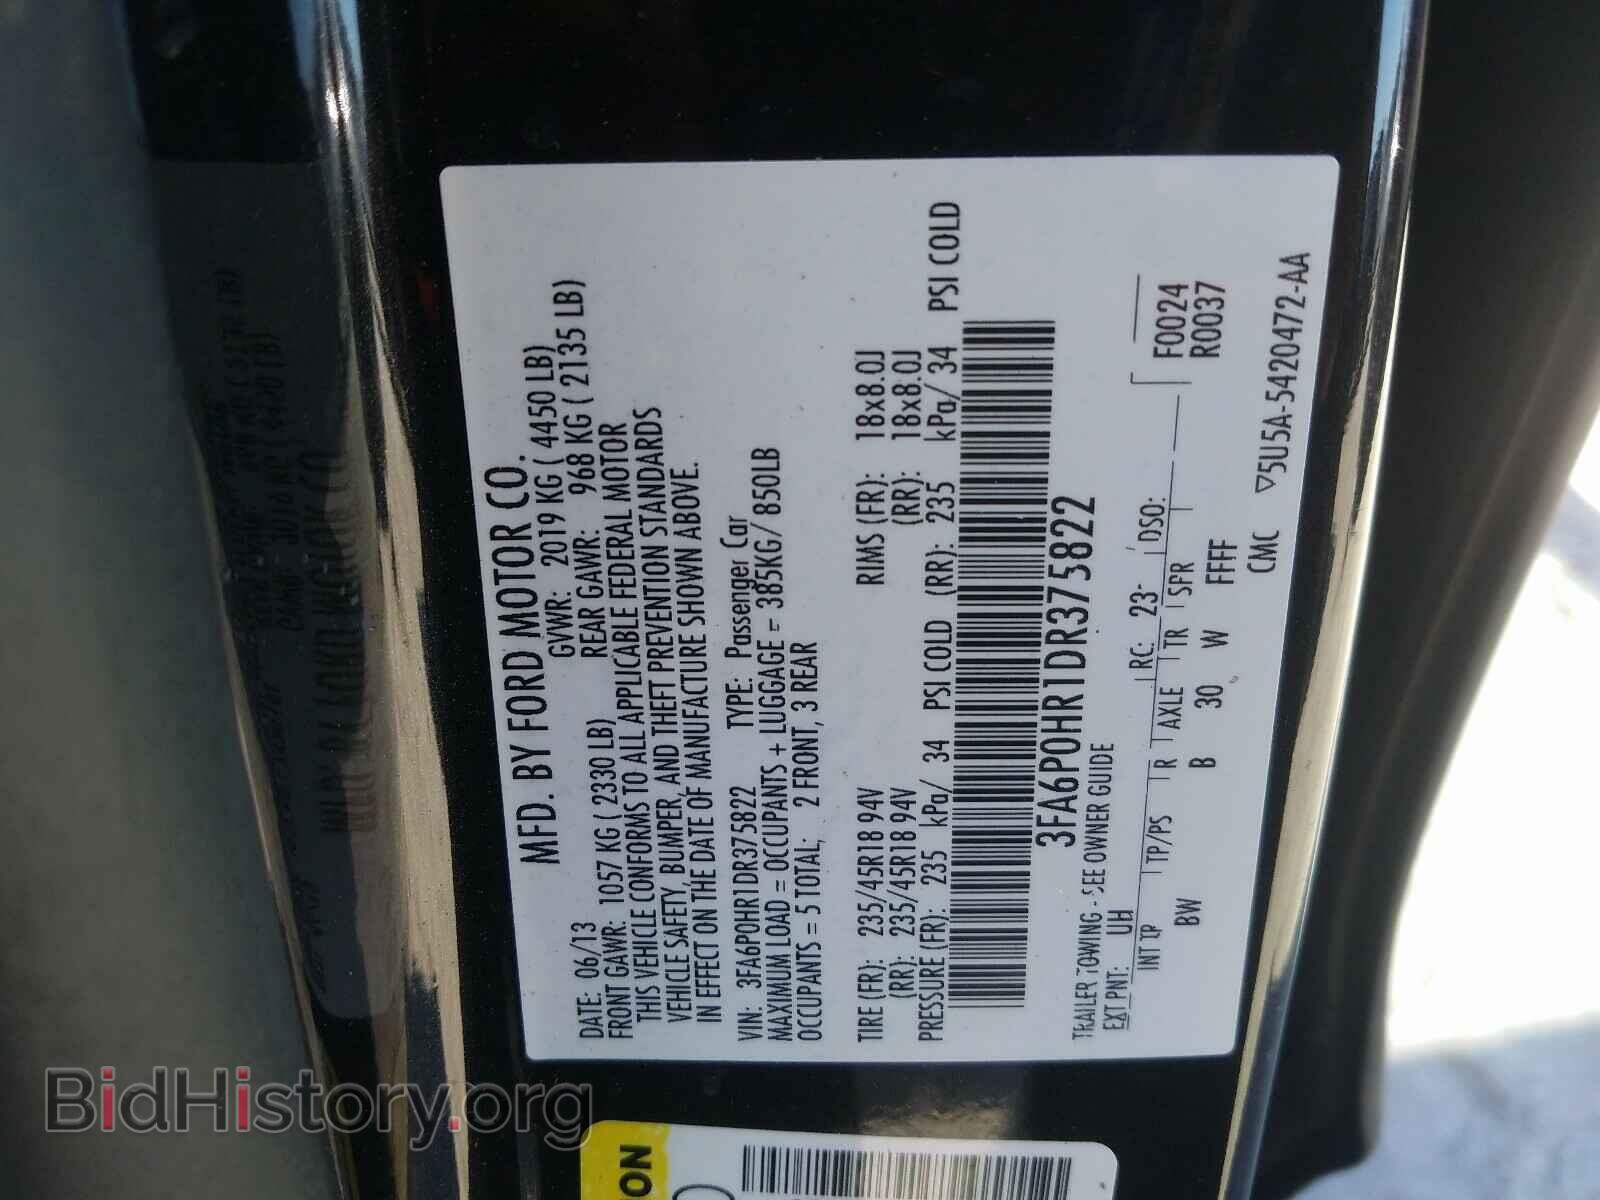 MFD. BY FORD MOTOR CO.
DATE: 06/13 GVWR: 2019 KG ( 4450 LB)
FRONT GAWR: 1057 KG ( 2330 LB) REAR GAWR: 968 KG ( 2135 LB)
THIS VEHICLE CONFORMS TO ALL APPLICABLE FEDERAL MOTOR
VEHICLE SAFETY, BUMPER, AND THEFT PREVENTION STANDARDS
IN EFFECT ON THE DATE OF MANUFACTURE SHOWN ABOVE.
VIN: 3FA6P0HR1DR375822 TYPE: Passenger Car
MAXIMUM LOAD = OCCUPANTS + LUGGAGE = 385KG/ 850LB
OCCUPANTS = 5 TOTAL; 2 FRONT, 3 REAR
TIRE (FR): 235/45R18 94V RIMS (FR): 18x8.0J
(RR): 235/45R18 94V (RR): 18x8.0J
PRESSURE (FR): 235 kPa/ 34 PSI COLD (RR): 235 kPa/ 34 PSI COLD
3FA6P0HR1DR375822
TRAILER TOWING - SEE OWNER GUIDE
EXT PNT: UH RC: 23- DSO: F0024
INT TR TP/PS R AXLE TR SPR R0037
BW B 30 W FFF
CMC ▽5U5A-5420472-AA
ON
BidHistory.org